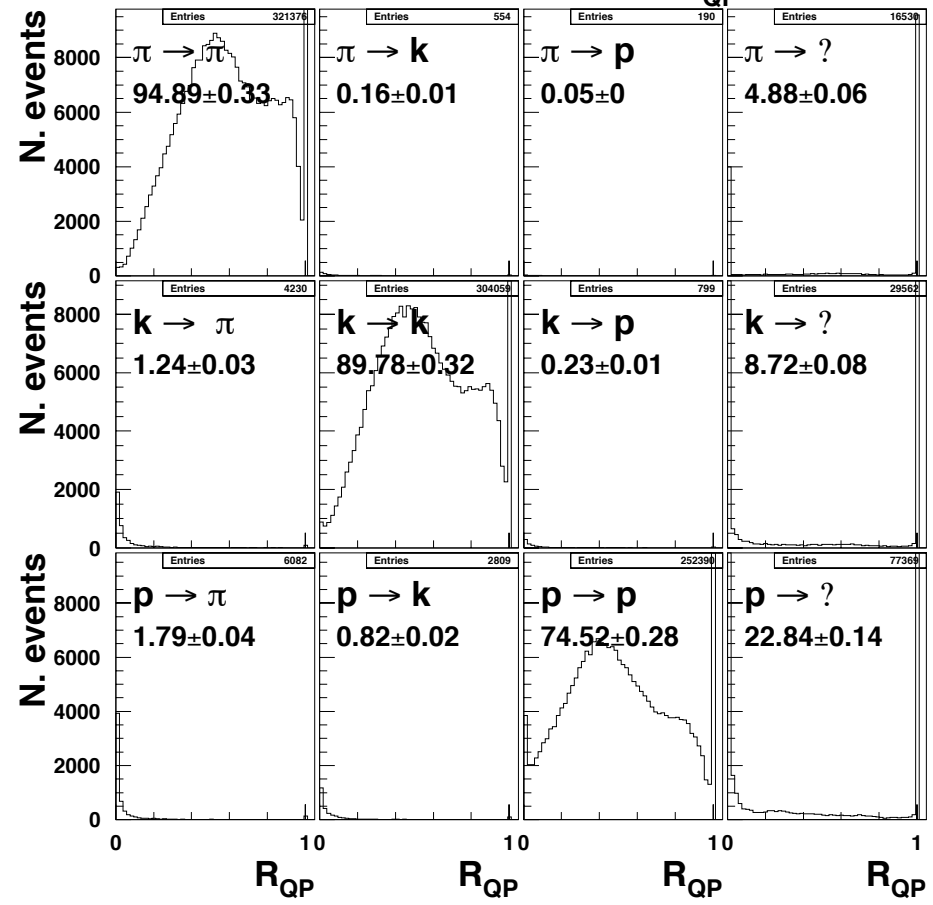 QP
Entries 321376
Entries 554
Entries 190
Entries 16530
N. events
8000
6000
4000
2000
0
π → π
94.89±0.33
π → k
0.16±0.01
π → p
0.05±0
π → ?
4.88±0.06
Entries 4230
Entries 304059
Entries 799
Entries 29562
N. events
8000
6000
4000
2000
0
k → π
1.24±0.03
k → k
89.78±0.32
k → p
0.23±0.01
k → ?
8.72±0.08
Entries 6082
Entries 2809
Entries 252390
Entries 77369
N. events
8000
6000
4000
2000
0
p → π
1.79±0.04
p → k
0.82±0.02
p → p
74.52±0.28
p → ?
22.84±0.14
0 10 10 10 1
R_QP R_QP R_QP R_QP